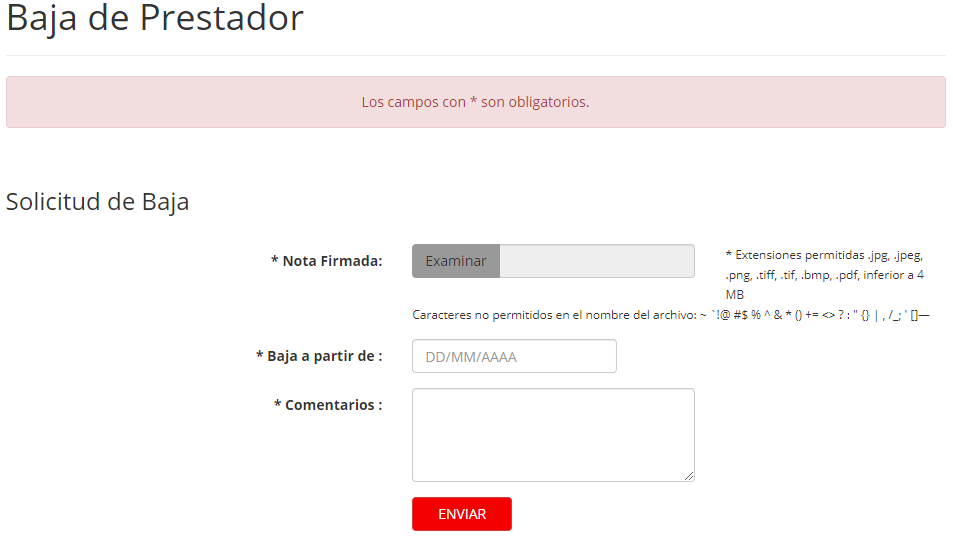 Baja de Prestador
Los campos con * son obligatorios.
Solicitud de Baja
* Nota Firmada:
Examinar
* Extensiones permitidas .jpg, .jpeg,
.png, .tiff, .tif, .bmp, .pdf, inferior a 4
MB
Caracteres no permitidos en el nombre del archivo: ~ `!@ #$ % ^ & * () += <> ? : " {} | , /_; ' []—
* Baja a partir de :
DD/MM/AAAA
* Comentarios :
ENVIAR